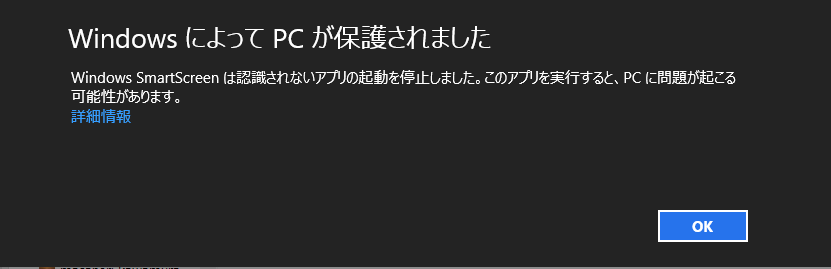 Windows によって PC が保護されました
Windows SmartScreen は認識されないアプリの起動を停止しました。このアプリを実行すると、PC に問題が起こる
可能性があります。
詳細情報
OK